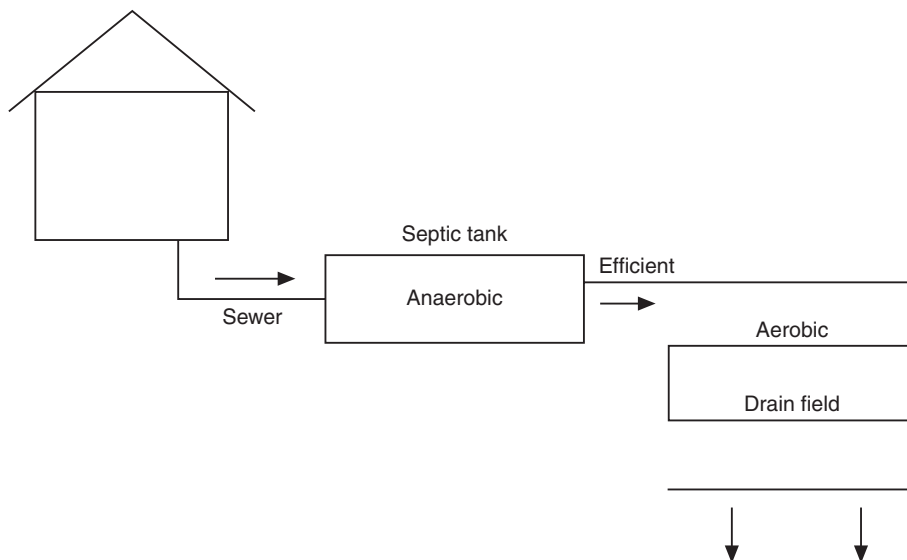 Septic tank
Anaerobic
Sewer
Efficient
Aerobic
Drain field